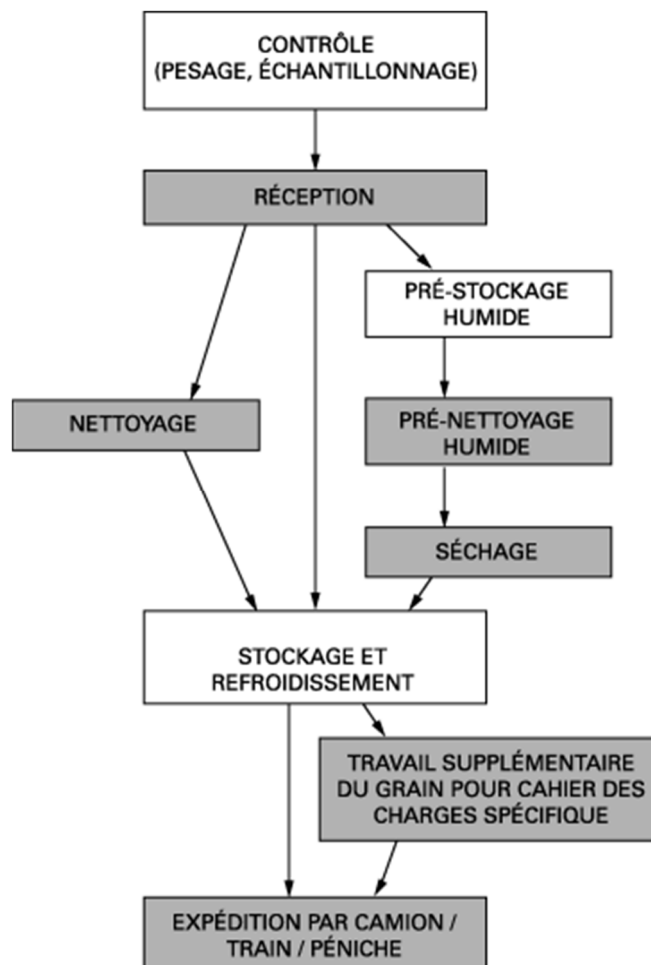 CONTRÔLE
(PESAGE, ÉCHANTILLONNAGE)
RÉCEPTION
PRÉ-STOCKAGE
HUMIDE
NETTOYAGE
PRÉ-NETTOYAGE
HUMIDE
SÉCHAGE
STOCKAGE ET
REFROIDISSEMENT
TRAVAIL SUPPLÉMENTAIRE
DU GRAIN POUR CAHIER DES
CHARGES SPÉCIFIQUE
EXPÉDITION PAR CAMION /
TRAIN / PÉNICHE